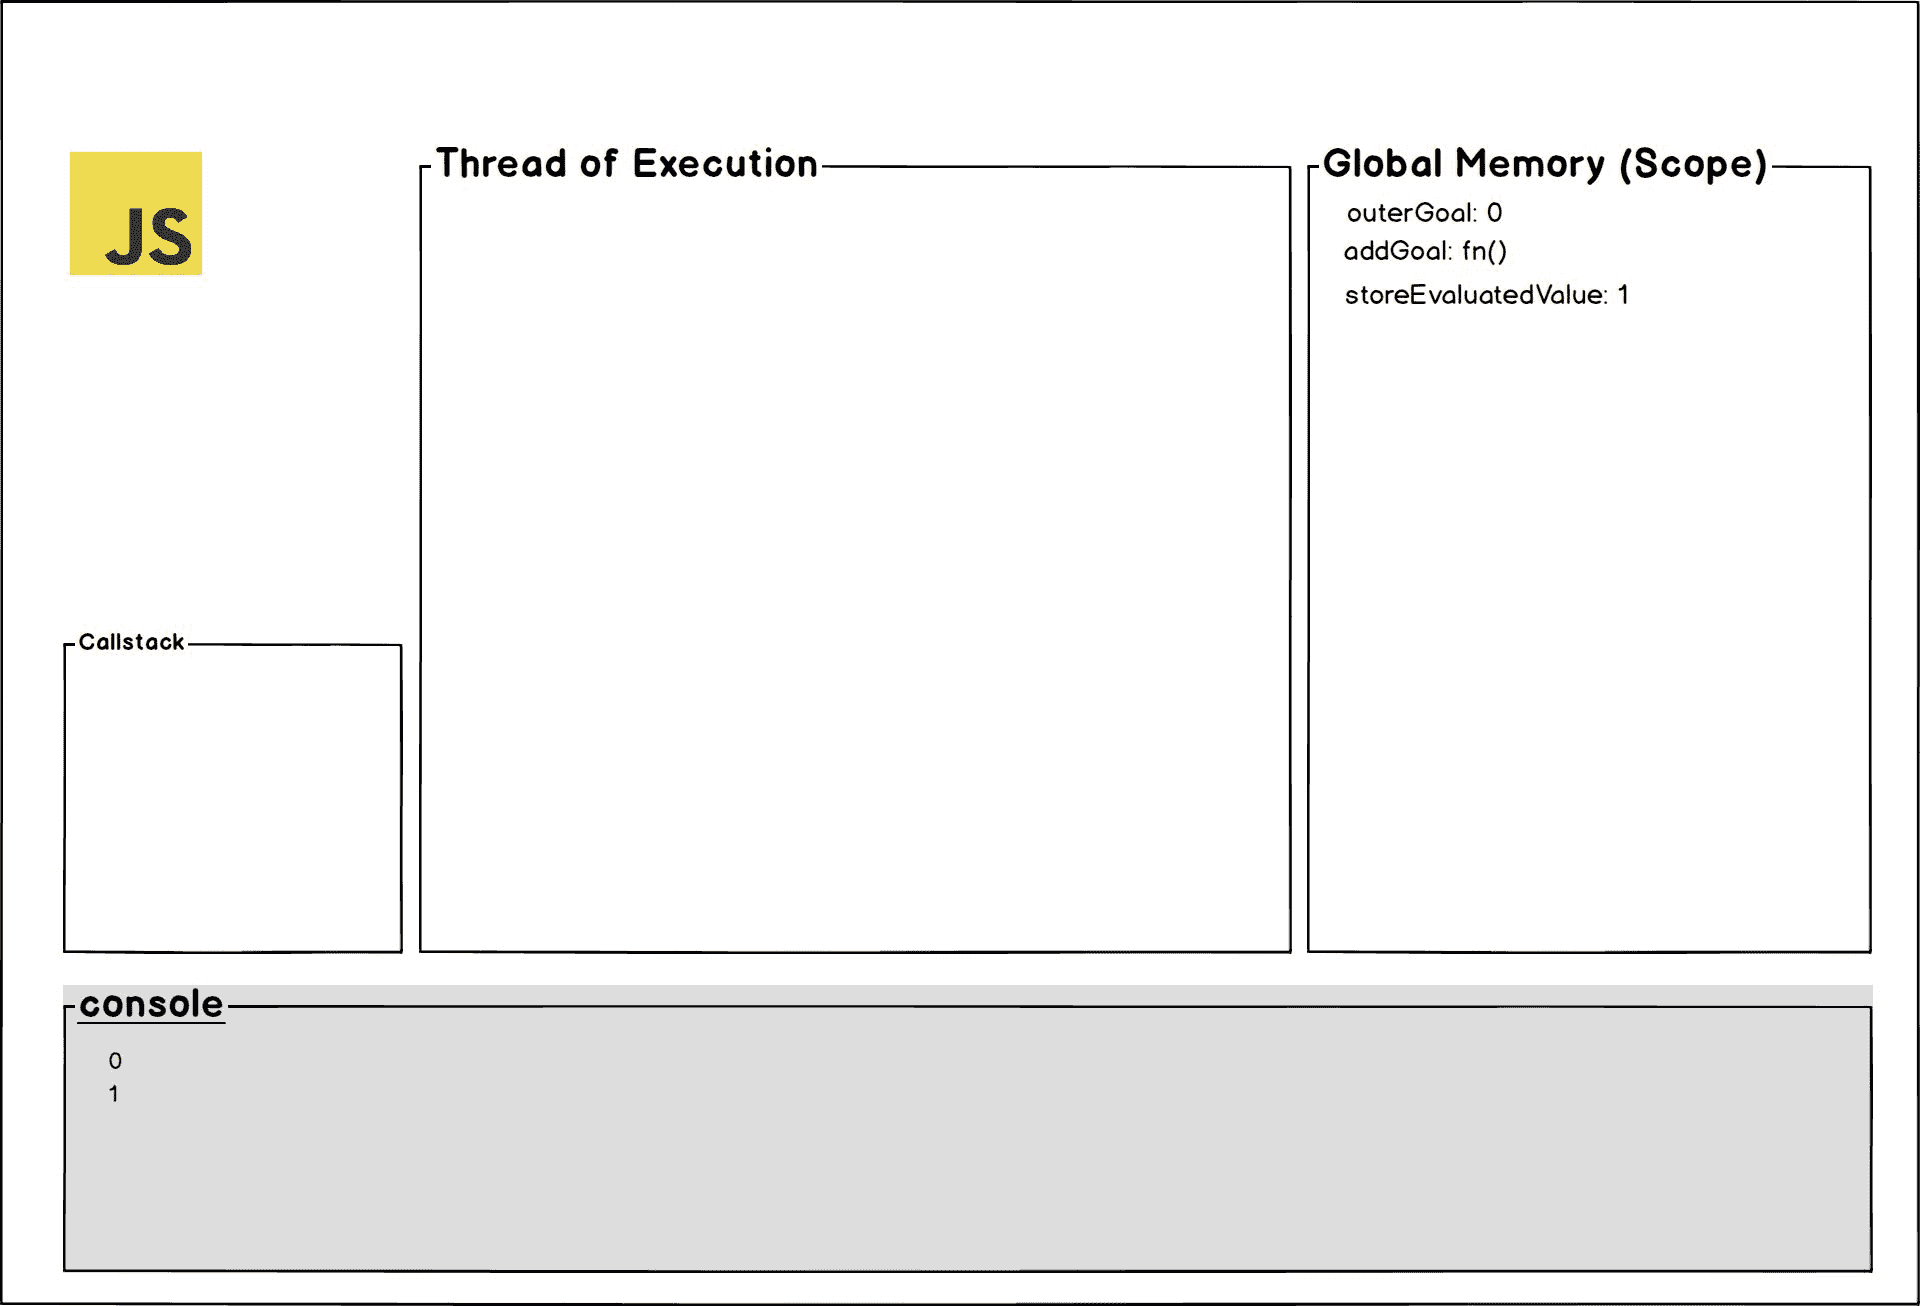 JS
Thread of Execution
Global Memory (Scope)
outerGoal: 0
addGoal: fn()
storeEvaluatedValue: 1
Callstack
console
0
1